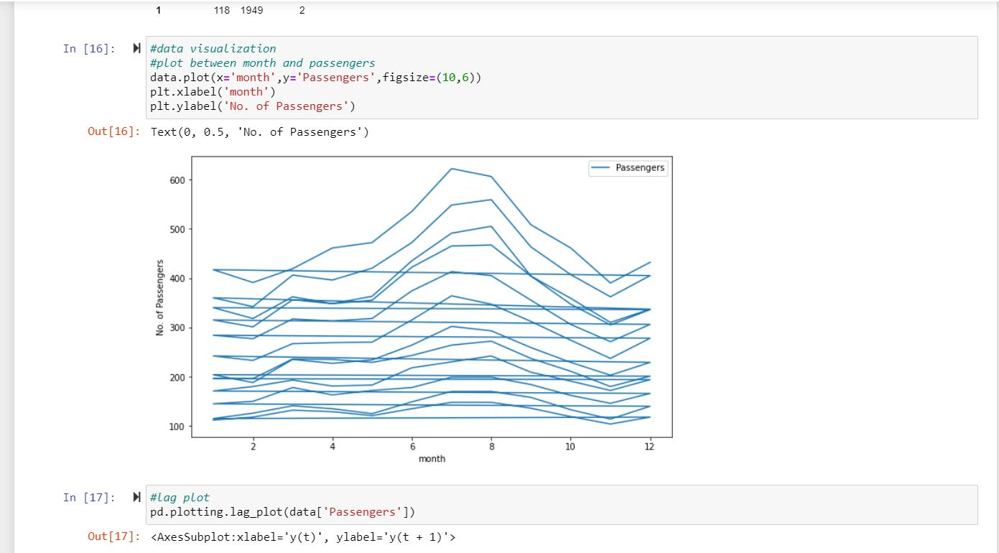 1 118 1949 2
In [16]: #data visualization
#plot between month and passengers
data.plot(x='month',y='Passengers',figsize=(10,6))
plt.xlabel('month')
plt.ylabel('No. of Passengers')
Out[16]: Text(0, 0.5, 'No. of Passengers')
Passengers
600
500
400
300
200
100
No. of Passengers
2 4 6 8 10 12
month
In [17]: #lag plot
pd.plotting.lag_plot(data['Passengers'])
Out[17]: <AxesSubplot:xlabel='y(t)', ylabel='y(t + 1)'>